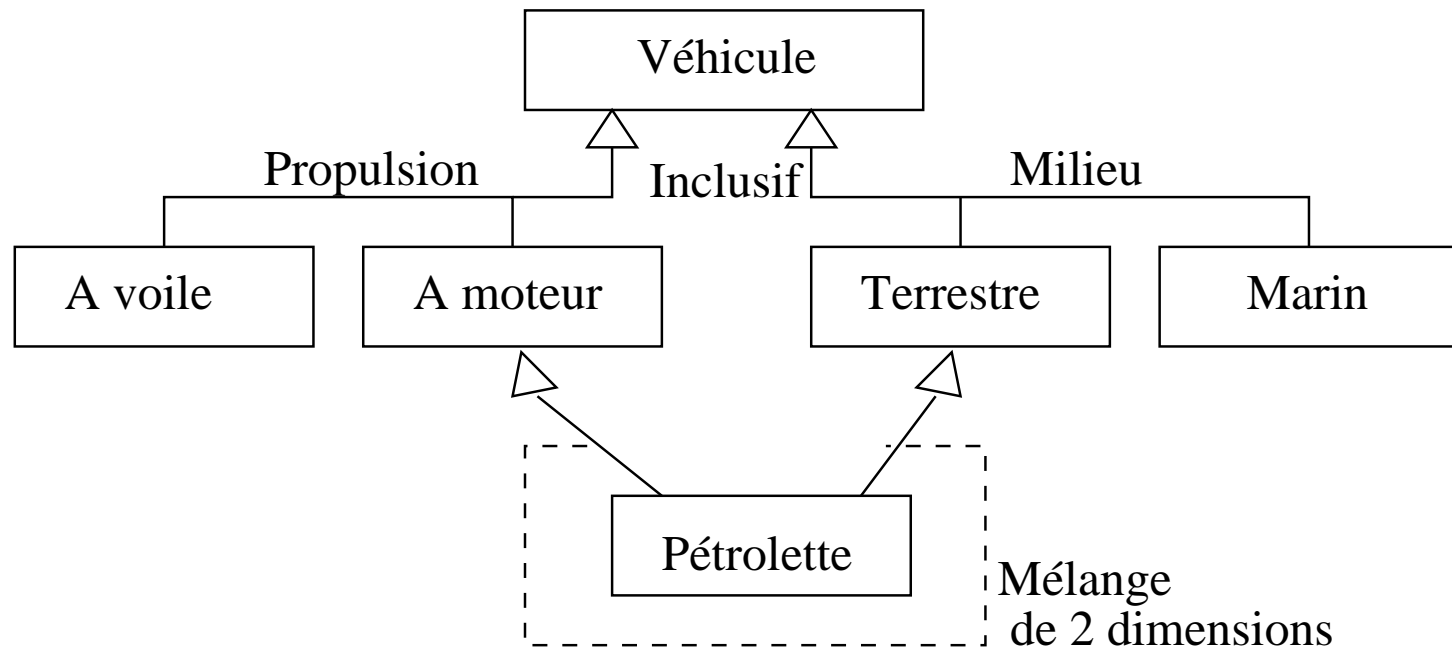 Véhicule
Propulsion
Inclusif
Milieu
A voile
A moteur
Terrestre
Marin
Pétrolette
Mélange
de 2 dimensions